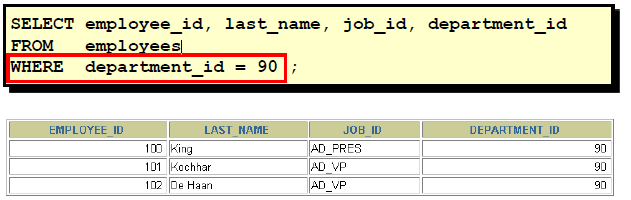 SELECT employee_id, last_name, job_id, department_id
FROM employees
WHERE department_id = 90 ;
EMPLOYEE_ID LAST_NAME JOB_ID DEPARTMENT_ID
100 King AD_PRES 90
101 Kochhar AD_VP 90
102 De Haan AD_VP 90